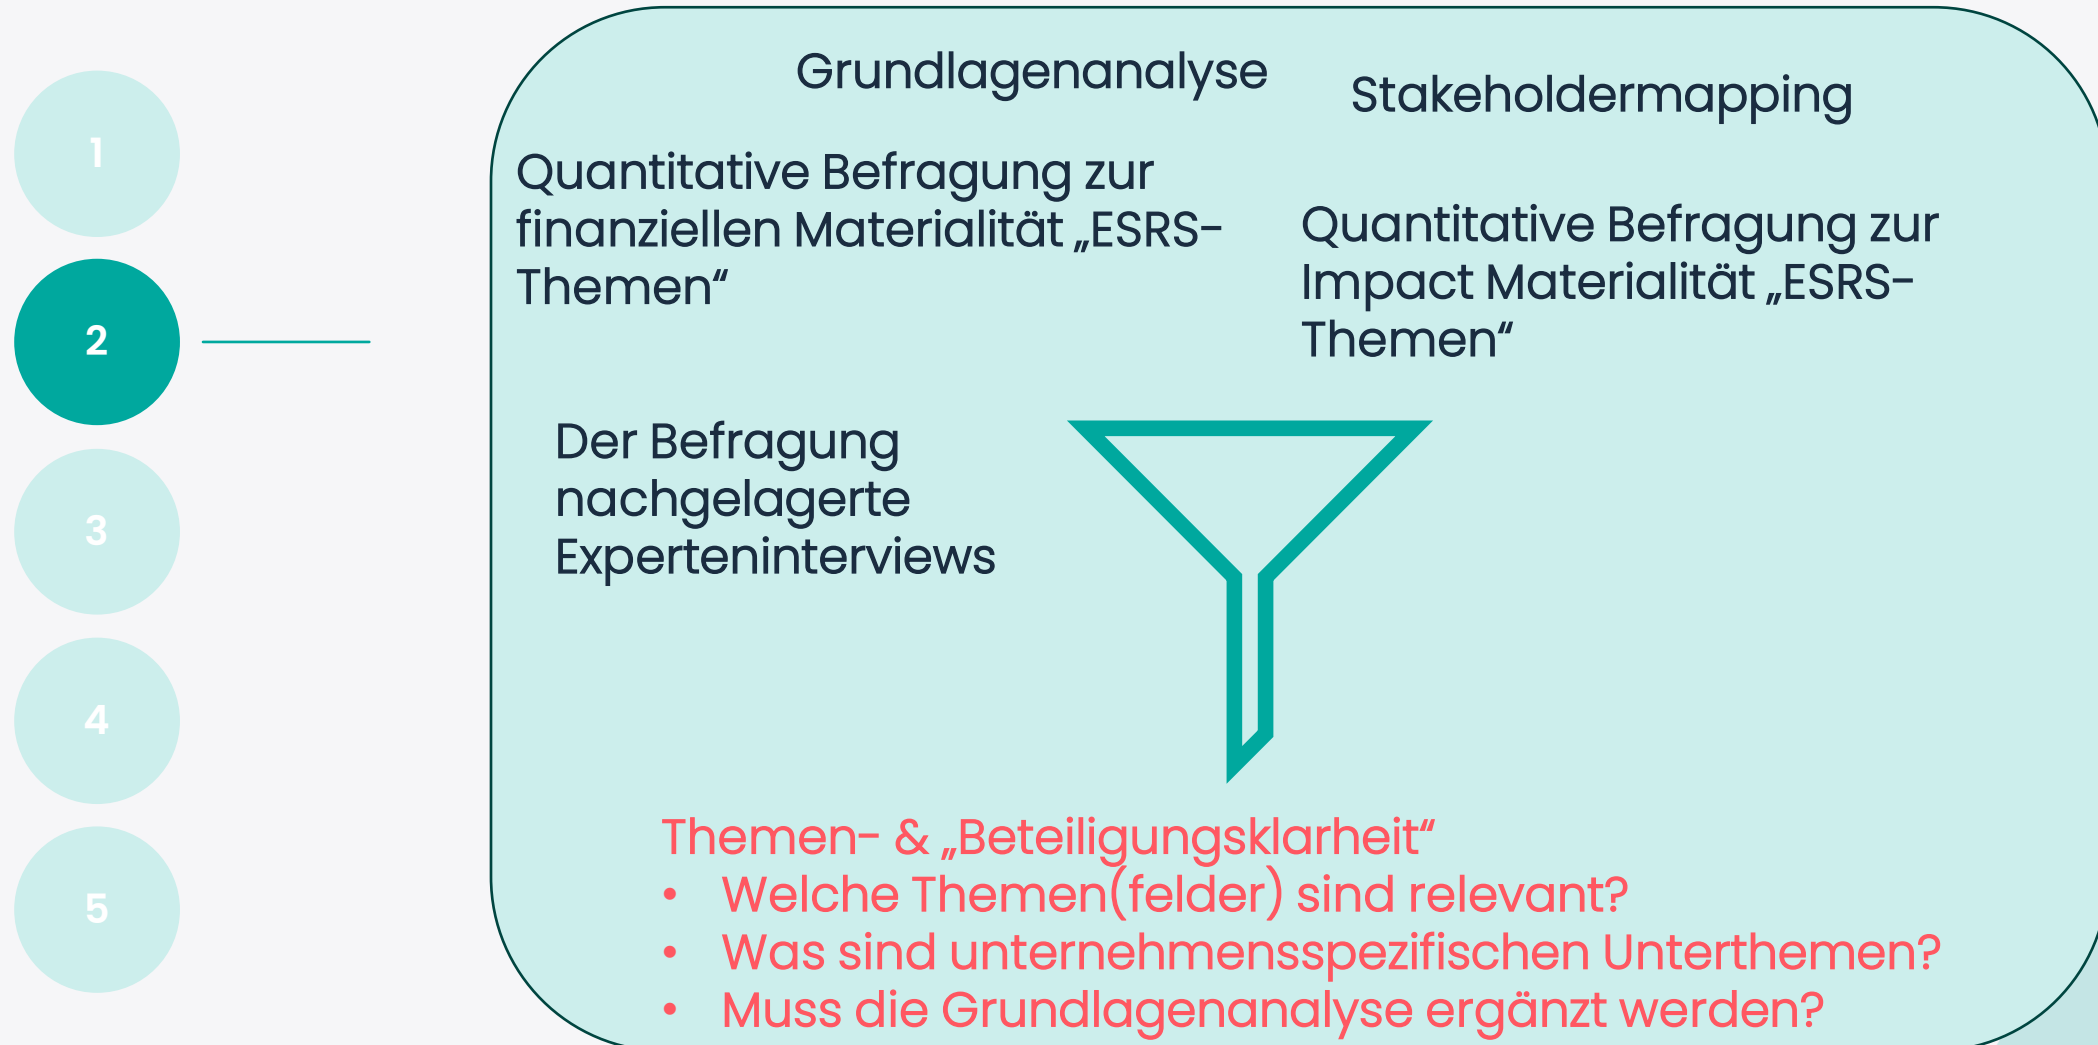 1
2
3
4
5
Grundlagenanalyse
Stakeholdermapping
Quantitative Befragung zur
finanziellen Materialität „ESRS-
Themen“
Quantitative Befragung zur
Impact Materialität „ESRS-
Themen“
Der Befragung
nachgelagerte
Experteninterviews
Themen- & „Beteiligungsklarheit“
• Welche Themen(felder) sind relevant?
• Was sind unternehmensspezifischen Unterthemen?
• Muss die Grundlagenanalyse ergänzt werden?